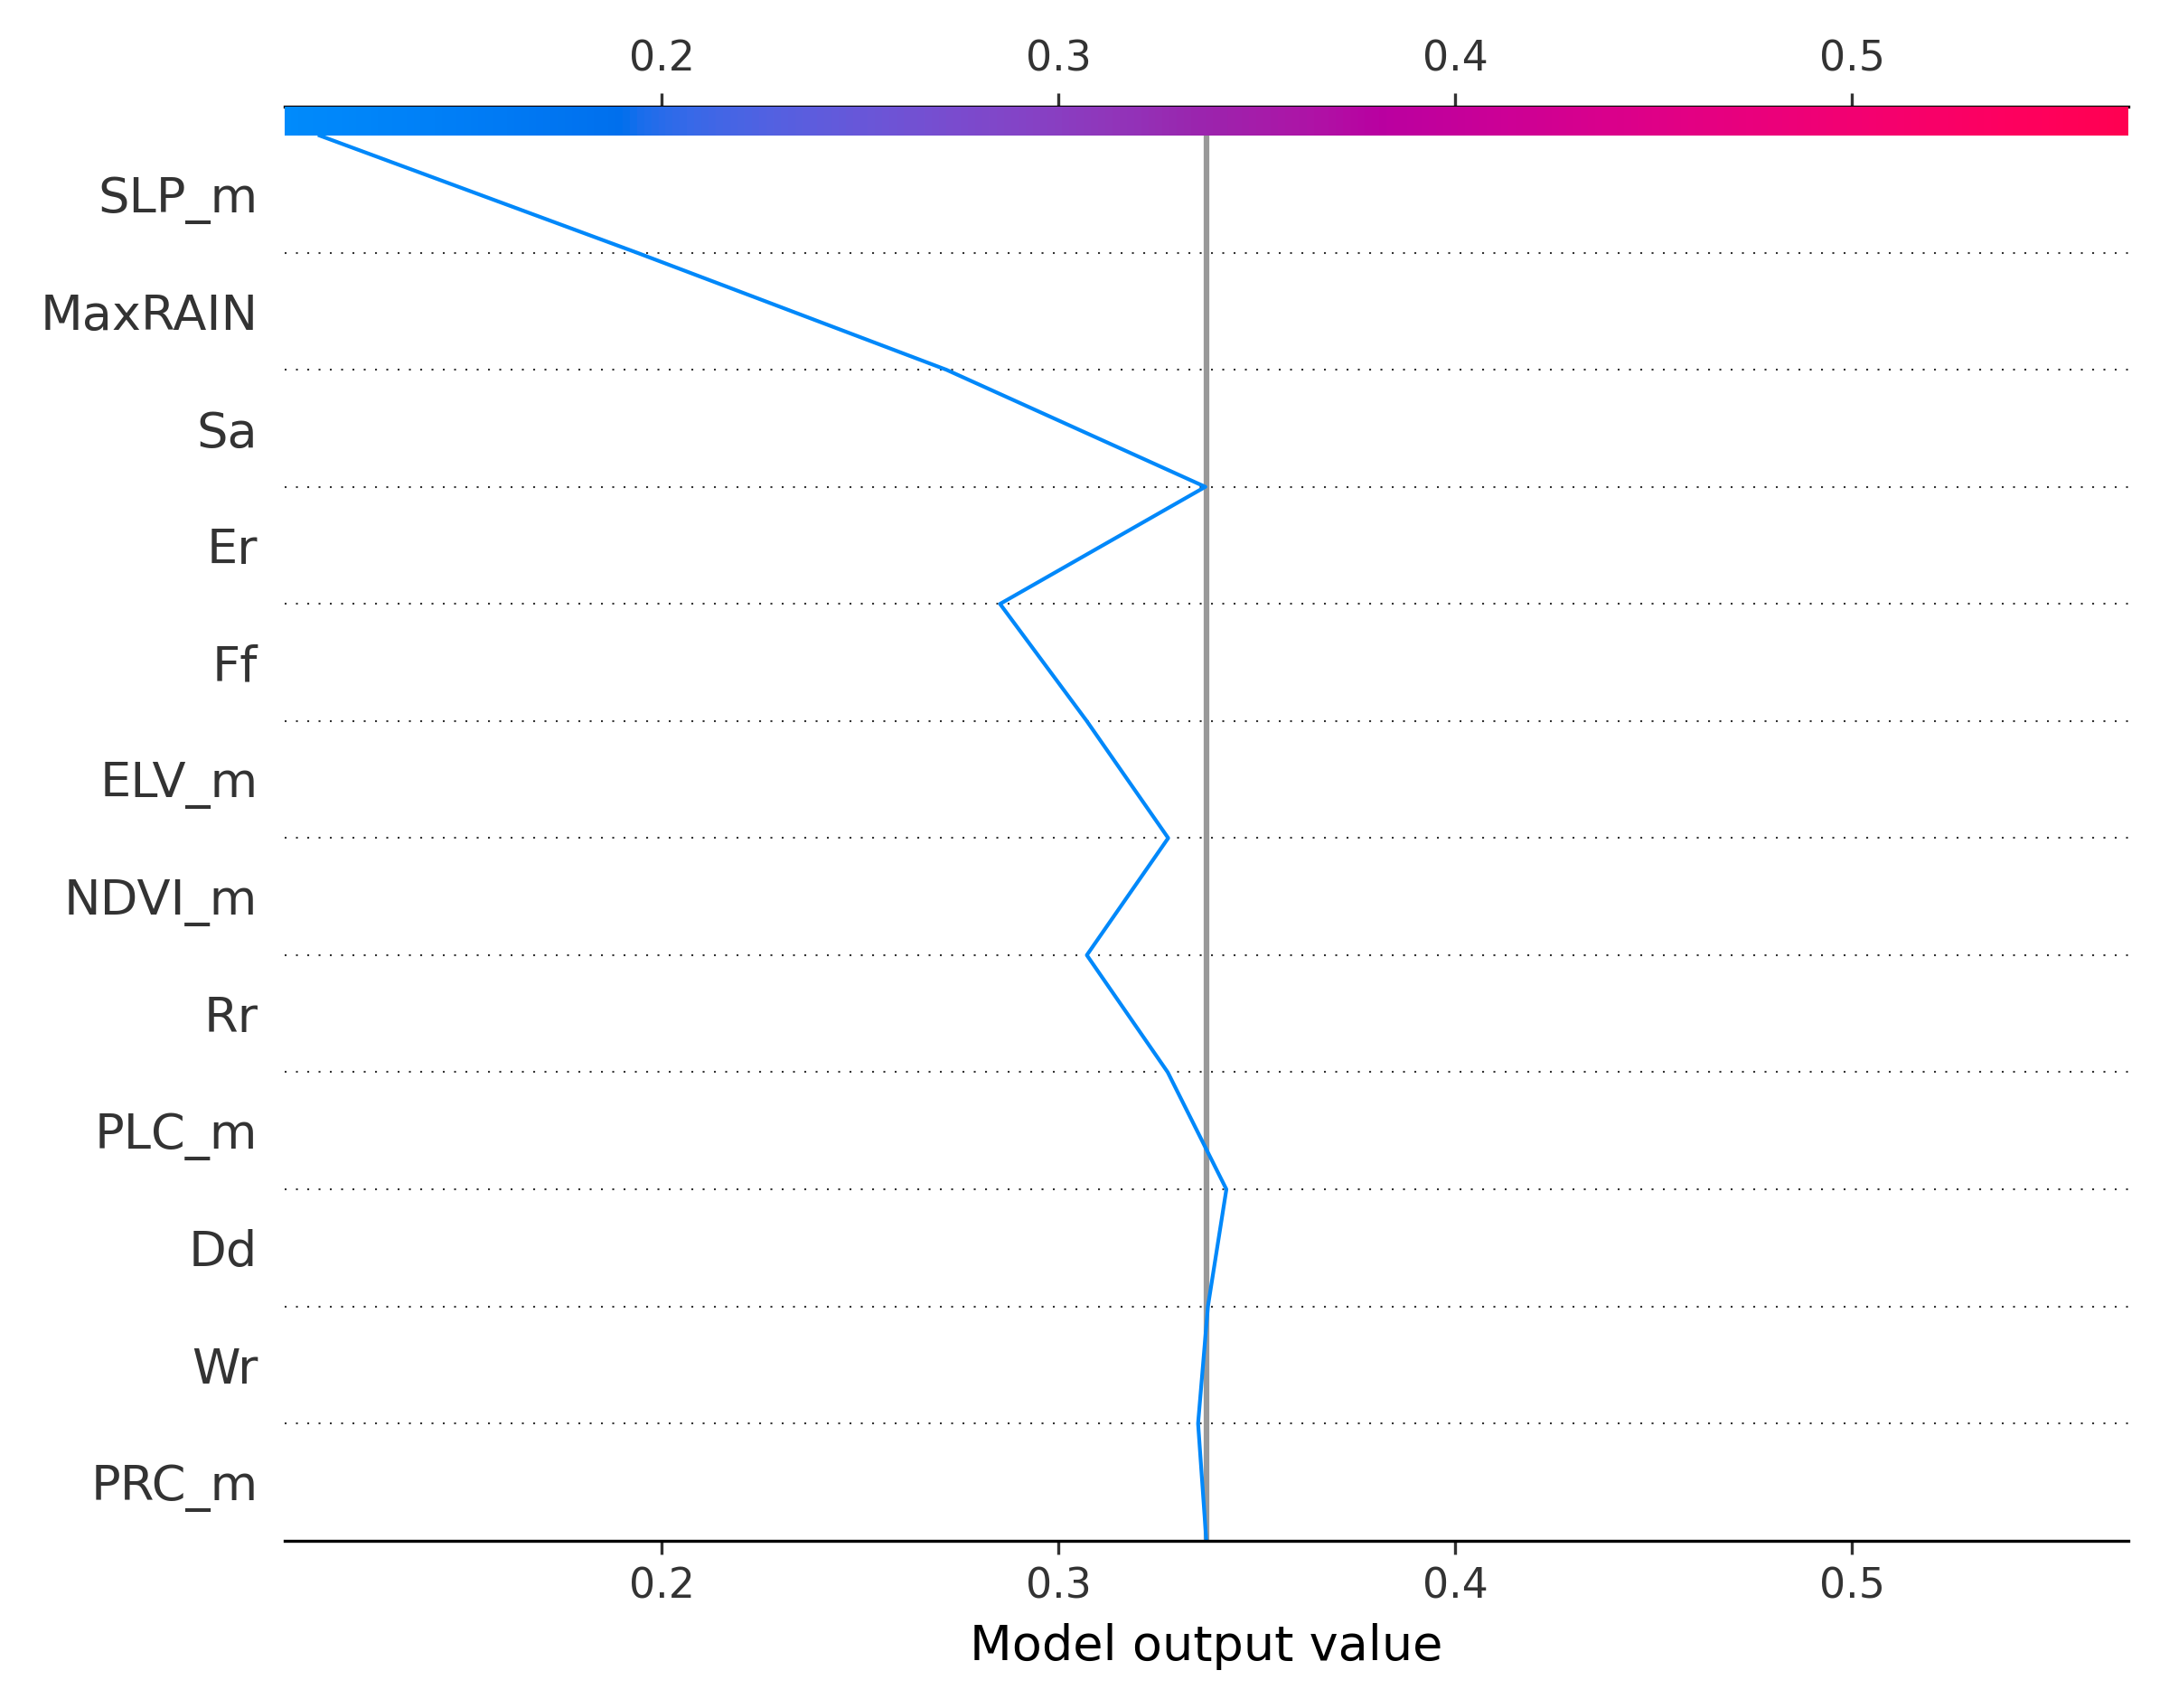 0.2 0.3 0.4 0.5
SLP_m
MaxRAIN
Sa
Er
Ff
ELV_m
NDVI_m
Rr
PLC_m
Dd
Wr
PRC_m
0.2 0.3 0.4 0.5
Model output value